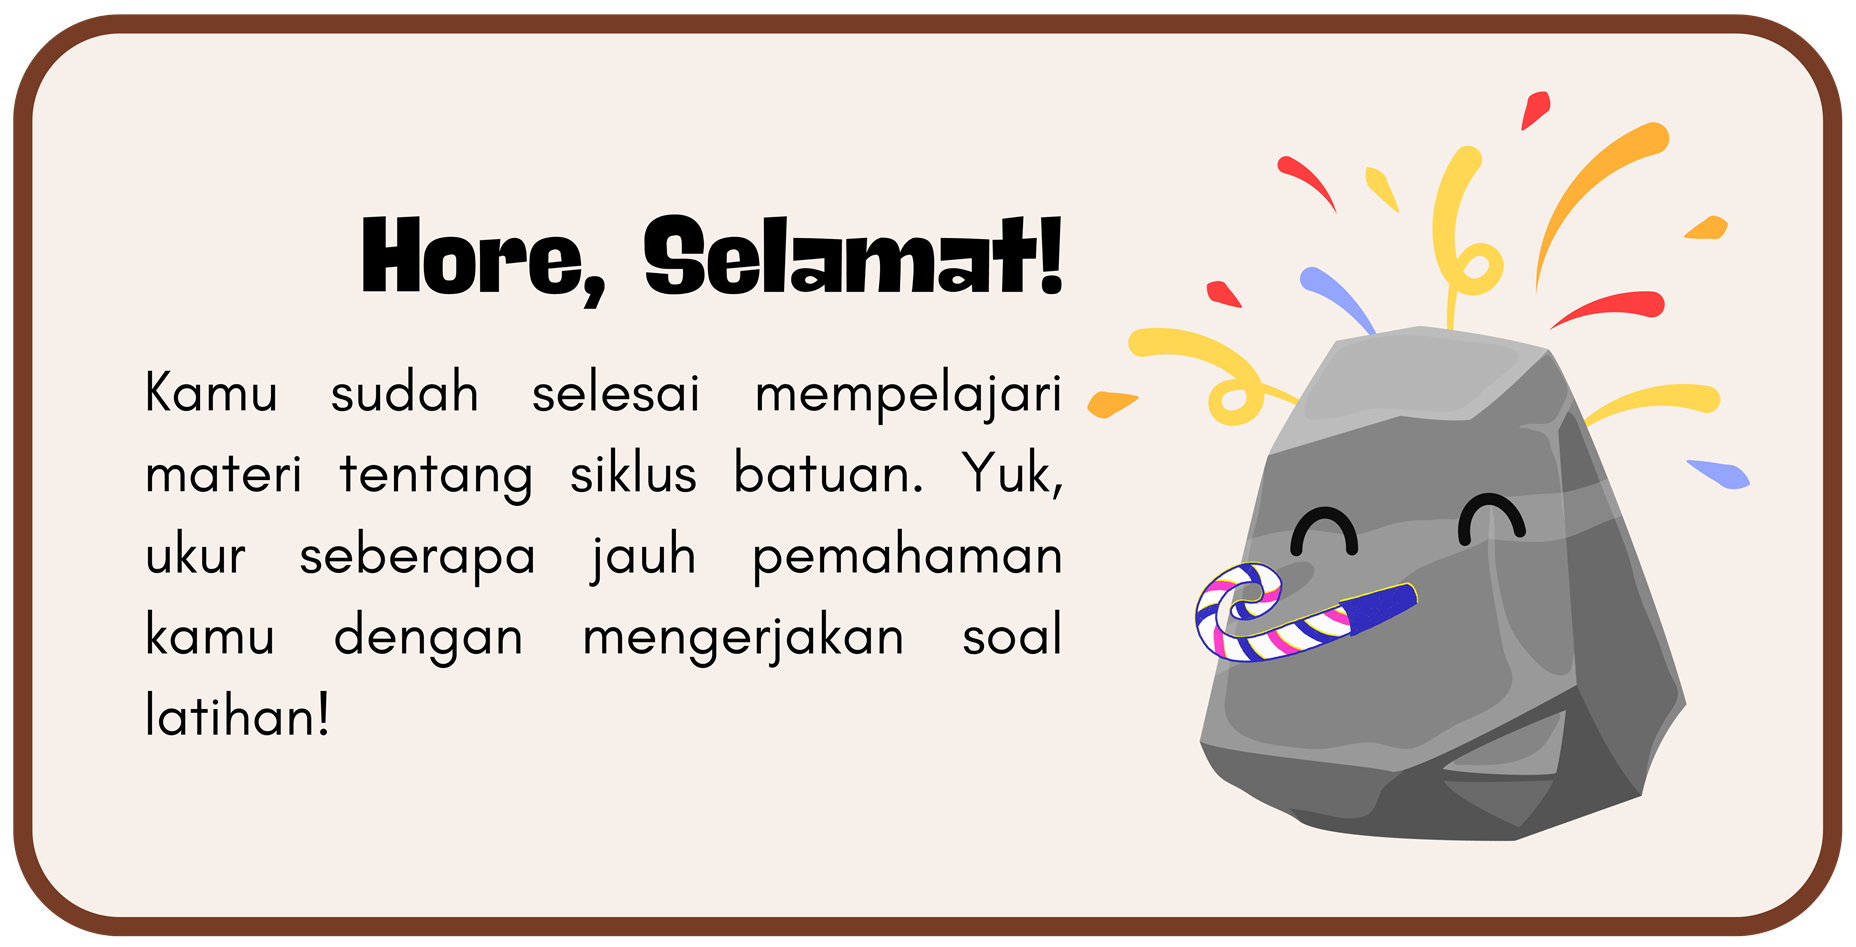 Hore, Selamat!
Kamu sudah selesai mempelajari
materi tentang siklus batuan. Yuk,
ukur seberapa jauh pemahaman
kamu dengan mengerjakan soal
latihan!